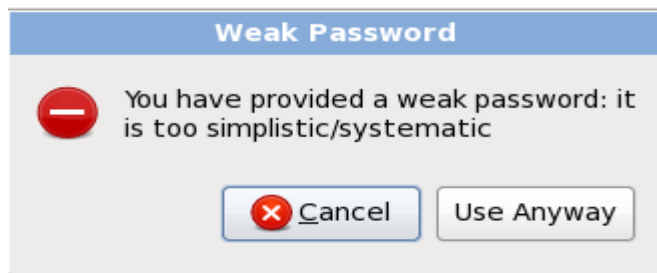 Weak Password
You have provided a weak password: it
is too simplistic/systematic
Cancel
Use Anyway